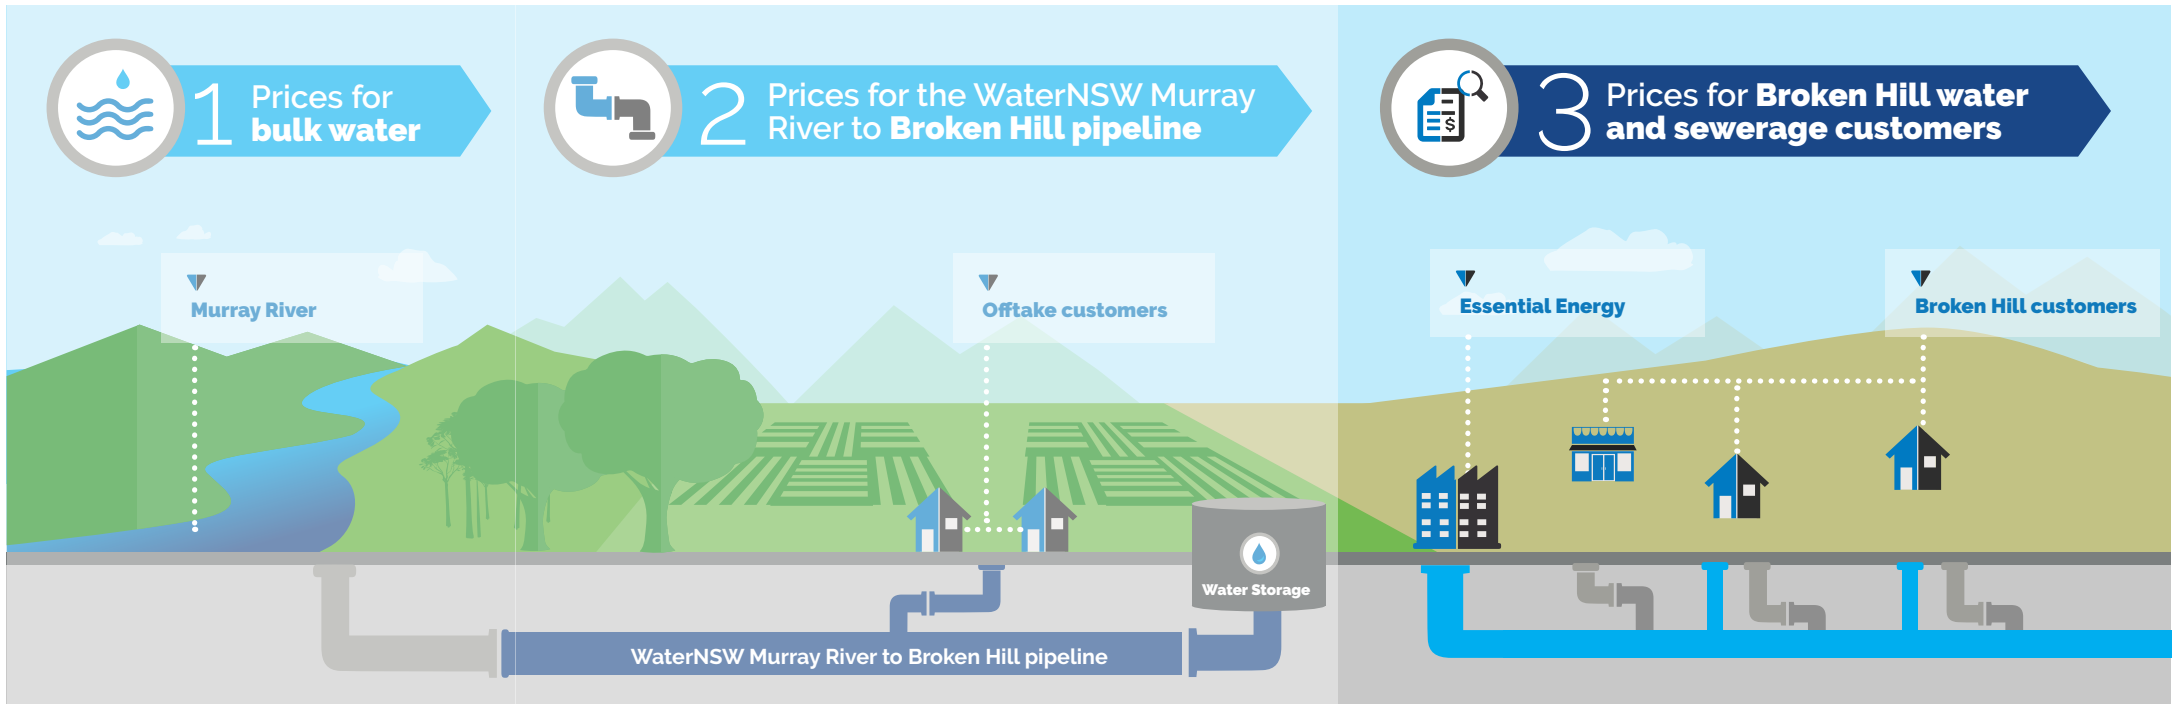 1 Prices for
bulk water
2 Prices for the WaterNSW Murray
River to Broken Hill pipeline
3 Prices for Broken Hill water
and sewerage customers
$
Murray River
Offtake customers
Essential Energy
Broken Hill customers
Water Storage
WaterNSW Murray River to Broken Hill pipeline